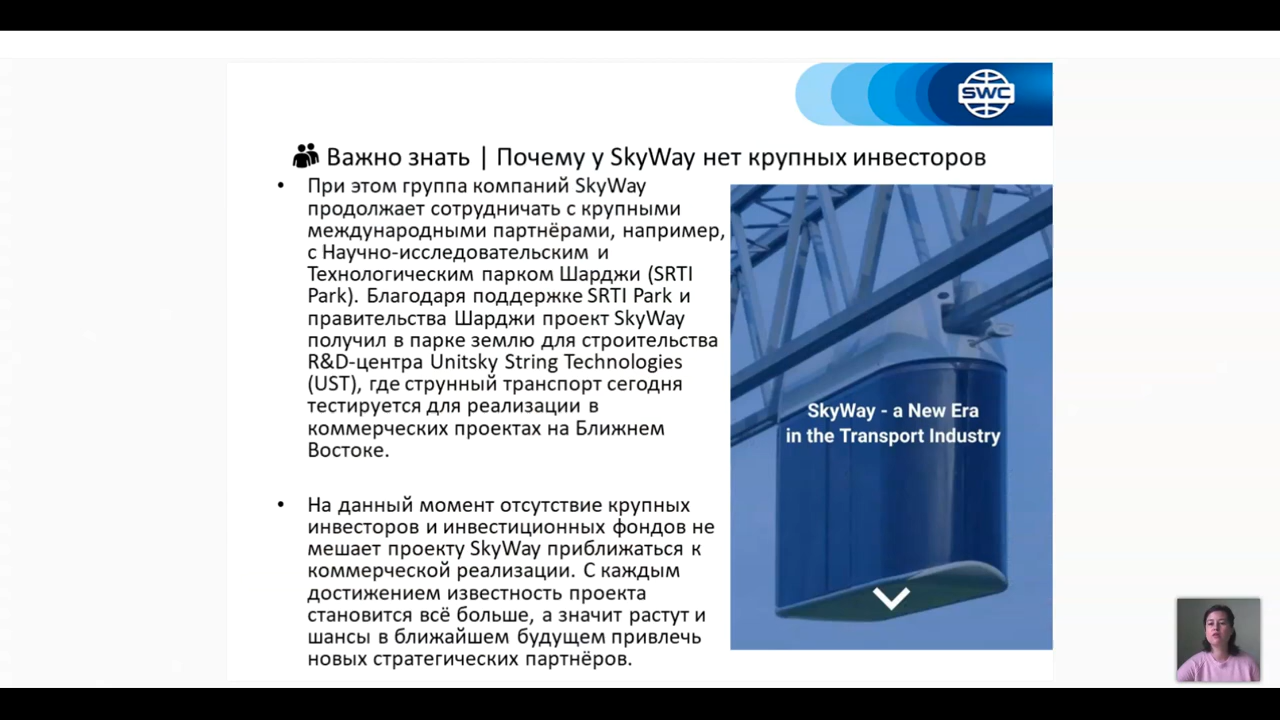 SWC
Важно знать | Почему у SkyWay нет крупных инвесторов
• При этом группа компаний SkyWay
продолжает сотрудничать с крупными
международными партнёрами, например,
с Научно-исследовательским и
Технологическим парком Шарджи (SRTI
Park). Благодаря поддержке SRTI Park и
правительства Шарджи проект SkyWay
получил в парке землю для строительства
R&D-центра Unitsky String Technologies
(UST), где струнный транспорт сегодня
тестируется для реализации в
коммерческих проектах на Ближнем
Востоке.
• На данный момент отсутствие крупных
инвесторов и инвестиционных фондов не
мешает проекту SkyWay приближаться к
коммерческой реализации. С каждым
достижением известность проекта
становится всё больше, а значит растут и
шансы в ближайшем будущем привлечь
новых стратегических партнёров.
SkyWay - a New Era
in the Transport Industry